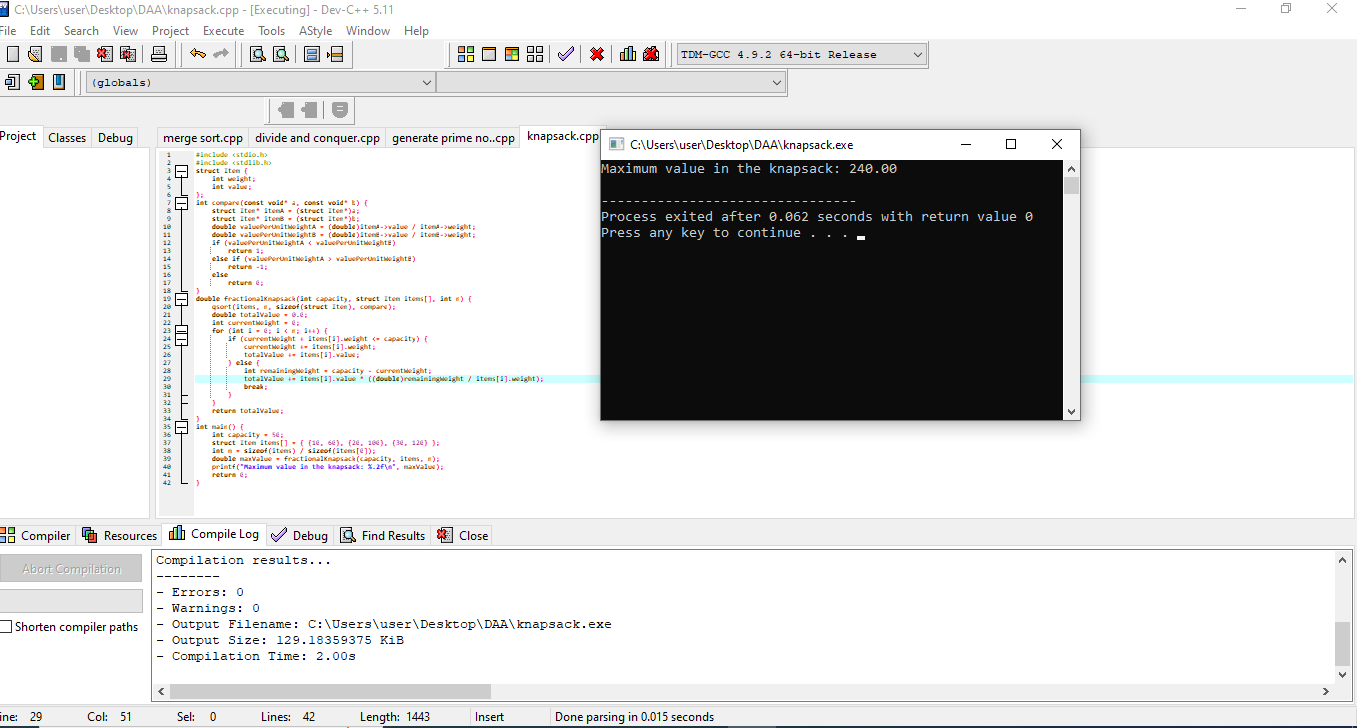 C:\Users\user\Desktop\DAA\knapsack.cpp - [Executing] - Dev-C++ 5.11
File Edit Search View Project Execute Tools AStyle Window Help
TDM-GCC 4.9.2 64-bit Release
(globals)
Project Classes Debug
merge sort.cpp divide and conquer.cpp generate prime no..cpp knapsack.cpp
1 #include <stdio.h>
2 #include <stdlib.h>
3 struct Item {
4 int weight;
5 int value;
6 };
7 int compare(const void* a, const void* b) {
8 struct Item* itemA = (struct Item*)a;
9 struct Item* itemB = (struct Item*)b;
10 double valuePerUnitWeightA = (double)itemA->value / itemA->weight;
11 double valuePerUnitWeightB = (double)itemB->value / itemB->weight;
12 if (valuePerUnitWeightA < valuePerUnitWeightB)
13 return 1;
14 else if (valuePerUnitWeightA > valuePerUnitWeightB)
15 return -1;
16 else
17 return 0;
18 }
19 double fractionalKnapsack(int capacity, struct Item items[], int n) {
20 qsort(items, n, sizeof(struct Item), compare);
21 double totalValue = 0.0;
22 int currentWeight = 0;
23 for (int i = 0; i < n; i++) {
24 if (currentWeight + items[i].weight <= capacity) {
25 currentWeight += items[i].weight;
26 totalValue += items[i].value;
27 } else {
28 int remainingWeight = capacity - currentWeight;
29 totalValue += items[i].value * ((double)remainingWeight / items[i].weight);
30 break;
31 }
32 }
33 return totalValue;
34 }
35 int main() {
36 int capacity = 50;
37 struct Item items[] = { {10, 60}, {20, 100}, {30, 120} };
38 int n = sizeof(items) / sizeof(items[0]);
39 double maxValue = fractionalKnapsack(capacity, items, n);
40 printf("Maximum value in the knapsack: %.2f\n", maxValue);
41 return 0;
42 }
C:\Users\user\Desktop\DAA\knapsack.exe
Maximum value in the knapsack: 240.00
--------------------------------
Process exited after 0.062 seconds with return value 0
Press any key to continue . . .
Compiler Resources Compile Log Debug Find Results Close
Abort Compilation
Shorten compiler paths
Compilation results...
--------
- Errors: 0
- Warnings: 0
- Output Filename: C:\Users\user\Desktop\DAA\knapsack.exe
- Output Size: 129.18359375 KiB
- Compilation Time: 2.00s
ine: 29 Col: 51 Sel: 0 Lines: 42 Length: 1443 Insert Done parsing in 0.015 seconds